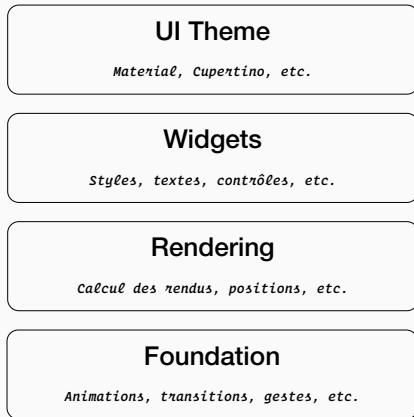 UI Theme
Material, Cupertino, etc.
Widgets
Styles, textes, contrôles, etc.
Rendering
Calcul des rendus, positions, etc.
Foundation
Animations, transitions, gestes, etc.